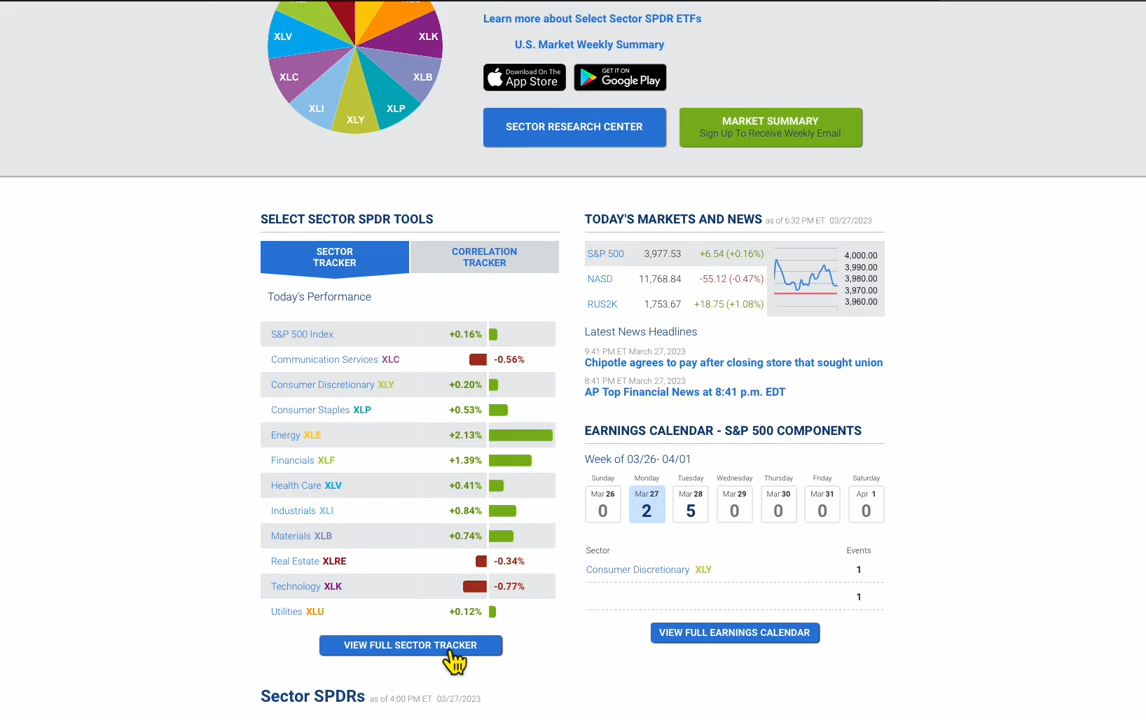 XLV
XLK
XLC
XLB
XLI
XLP
XLY
Learn more about Select Sector SPDR ETFs
U.S. Market Weekly Summary
Download On The
App Store
GET IT ON
Google Play
SECTOR RESEARCH CENTER
MARKET SUMMARY
Sign Up To Receive Weekly Email
SELECT SECTOR SPDR TOOLS
SECTOR
TRACKER
CORRELATION
TRACKER
Today's Performance
S&P 500 Index +0.16%
Communication Services XLC -0.56%
Consumer Discretionary XLY +0.20%
Consumer Staples XLP +0.53%
Energy XLE +2.13%
Financials XLF +1.39%
Health Care XLV +0.41%
Industrials XLI +0.84%
Materials XLB +0.74%
Real Estate XLRE -0.34%
Technology XLK -0.77%
Utilities XLU +0.12%
VIEW FULL SECTOR TRACKER
TODAY'S MARKETS AND NEWS as of 6:32 PM ET 03/27/2023
S&P 500 3,977.53 +6.54 (+0.16%)
NASD 11,768.84 -55.12 (-0.47%)
RUS2K 1,753.67 +18.75 (+1.08%)
4,000.00
3,990.00
3,980.00
3,970.00
3,960.00
Latest News Headlines
9:41 PM ET March 27, 2023
Chipotle agrees to pay after closing store that sought union
8:41 PM ET March 27, 2023
AP Top Financial News at 8:41 p.m. EDT
EARNINGS CALENDAR - S&P 500 COMPONENTS
Week of 03/26- 04/01
Sunday Monday Tuesday Wednesday Thursday Friday Saturday
Mar 26 Mar 27 Mar 28 Mar 29 Mar 30 Mar 31 Apr 1
0 2 5 0 0 0 0
Sector Events
Consumer Discretionary XLY 1
1
VIEW FULL EARNINGS CALENDAR
Sector SPDRs as of 4:00 PM ET 03/27/2023